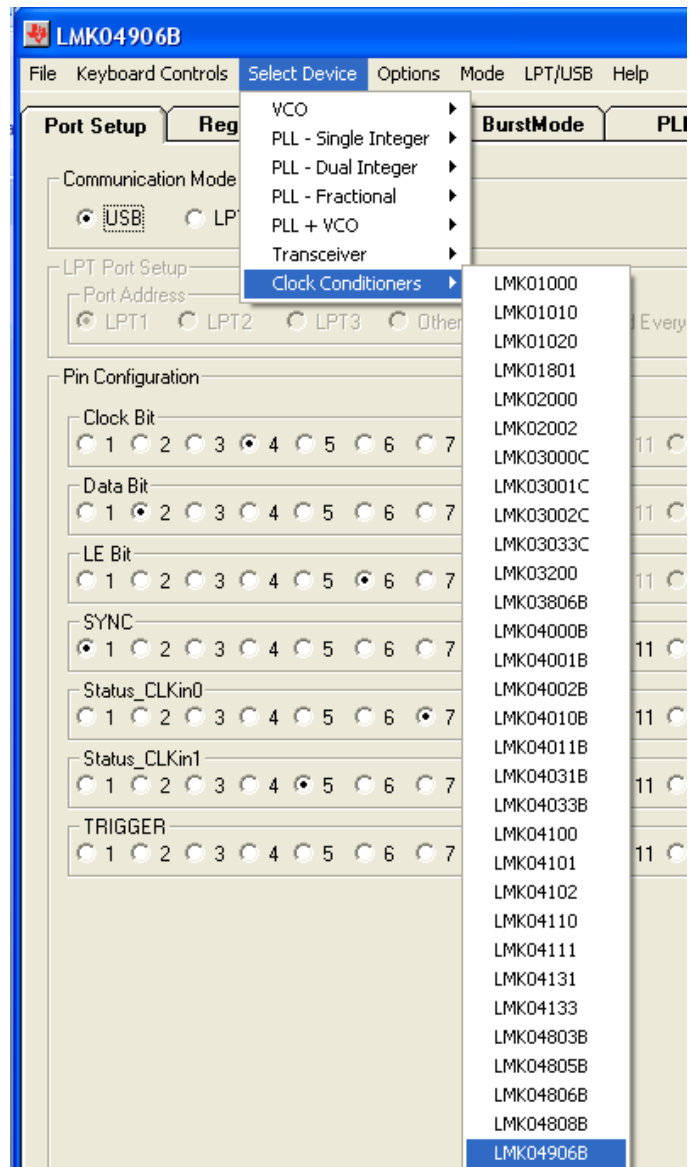 LMK04906B
File Keyboard Controls Select Device Options Mode LPT/USB Help
Port Setup Reg BurstMode PLL
VCO
PLL - Single Integer
PLL - Dual Integer
PLL - Fractional
PLL + VCO
Transceiver
Clock Conditioners
Communication Mode
USB LPT
LPT Port Setup
Port Address
LPT1 LPT2 LPT3 Other Every
Pin Configuration
Clock Bit
1 2 3 4 5 6 7 11
Data Bit
1 2 3 4 5 6 7 11
LE Bit
1 2 3 4 5 6 7 11
SYNC
1 2 3 4 5 6 7 11
Status_CLKin0
1 2 3 4 5 6 7 11
Status_CLKin1
1 2 3 4 5 6 7 11
TRIGGER
1 2 3 4 5 6 7 11
LMK01000
LMK01010
LMK01020
LMK01801
LMK02000
LMK02002
LMK03000C
LMK03001C
LMK03002C
LMK03033C
LMK03200
LMK03806B
LMK04000B
LMK04001B
LMK04002B
LMK04010B
LMK04011B
LMK04031B
LMK04033B
LMK04100
LMK04101
LMK04102
LMK04110
LMK04111
LMK04131
LMK04133
LMK04803B
LMK04805B
LMK04806B
LMK04808B
LMK04906B